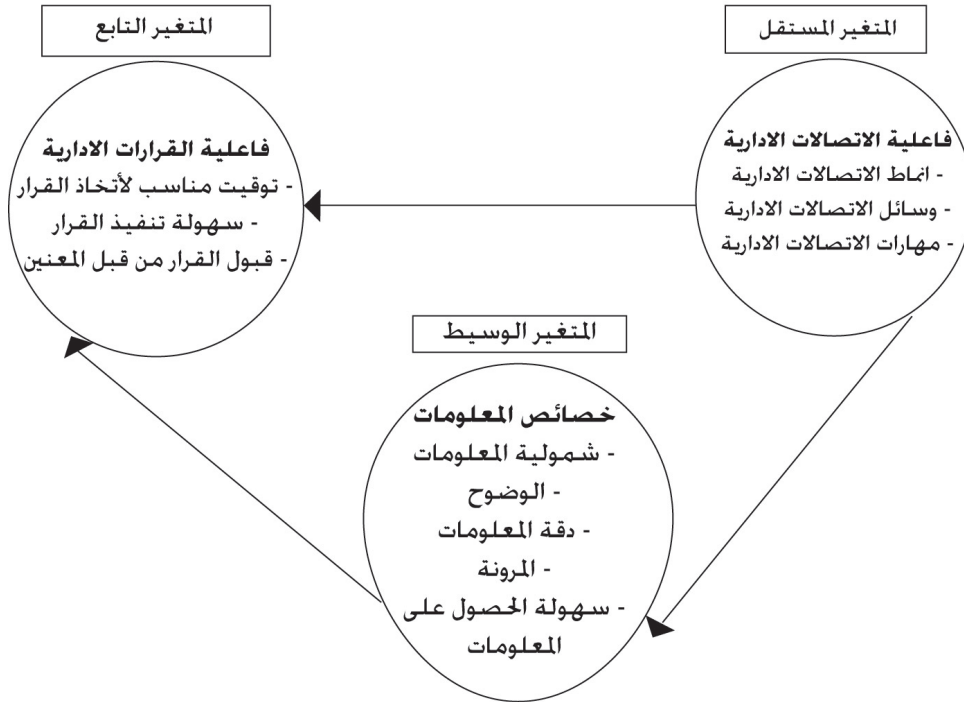 المتغير المستقل
فاعلية الاتصالات الادارية
- انماط الاتصالات الادارية
- وسائل الاتصالات الادارية
- مهارات الاتصالات الادارية
المتغير التابع
فاعلية القرارات الادارية
- توقيت مناسب لأتخاذ القرار
- سهولة تنفيذ القرار
- قبول القرار من قبل المعنين
المتغير الوسيط
خصائص المعلومات
- شمولية المعلومات
- الوضوح
- دقة المعلومات
- المرونة
- سهولة الحصول على
المعلومات